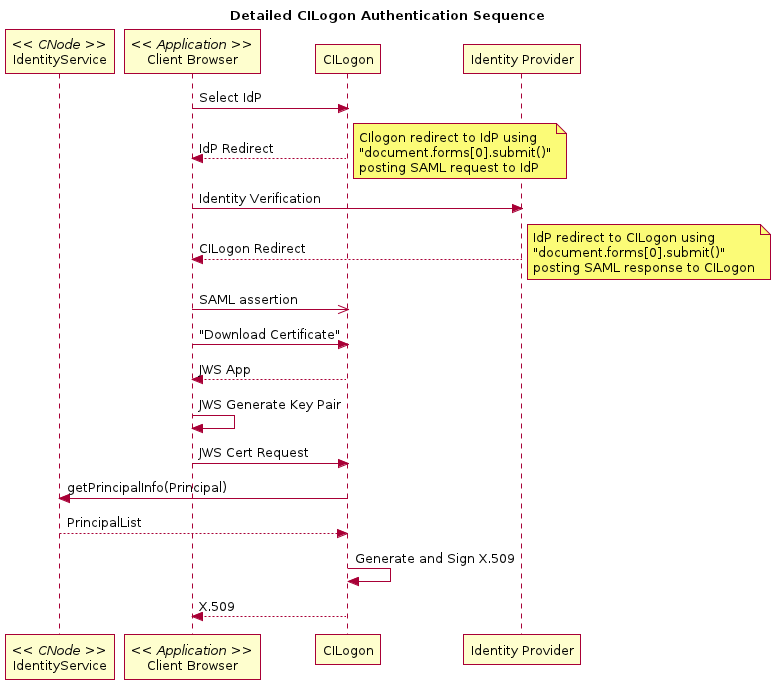 Detailed CILogon Authentication Sequence
<< CNode >>
IdentityService
<< Application >>
Client Browser
CILogon
Identity Provider
Select IdP
IdP Redirect
CIlogon redirect to IdP using
"document.forms[0].submit()"
posting SAML request to IdP
Identity Verification
CILogon Redirect
IdP redirect to CILogon using
"document.forms[0].submit()"
posting SAML response to CILogon
SAML assertion
"Download Certificate"
JWS App
JWS Generate Key Pair
JWS Cert Request
getPrincipalInfo(Principal)
PrincipalList
Generate and Sign X.509
X.509
<< CNode >>
IdentityService
<< Application >>
Client Browser
CILogon
Identity Provider